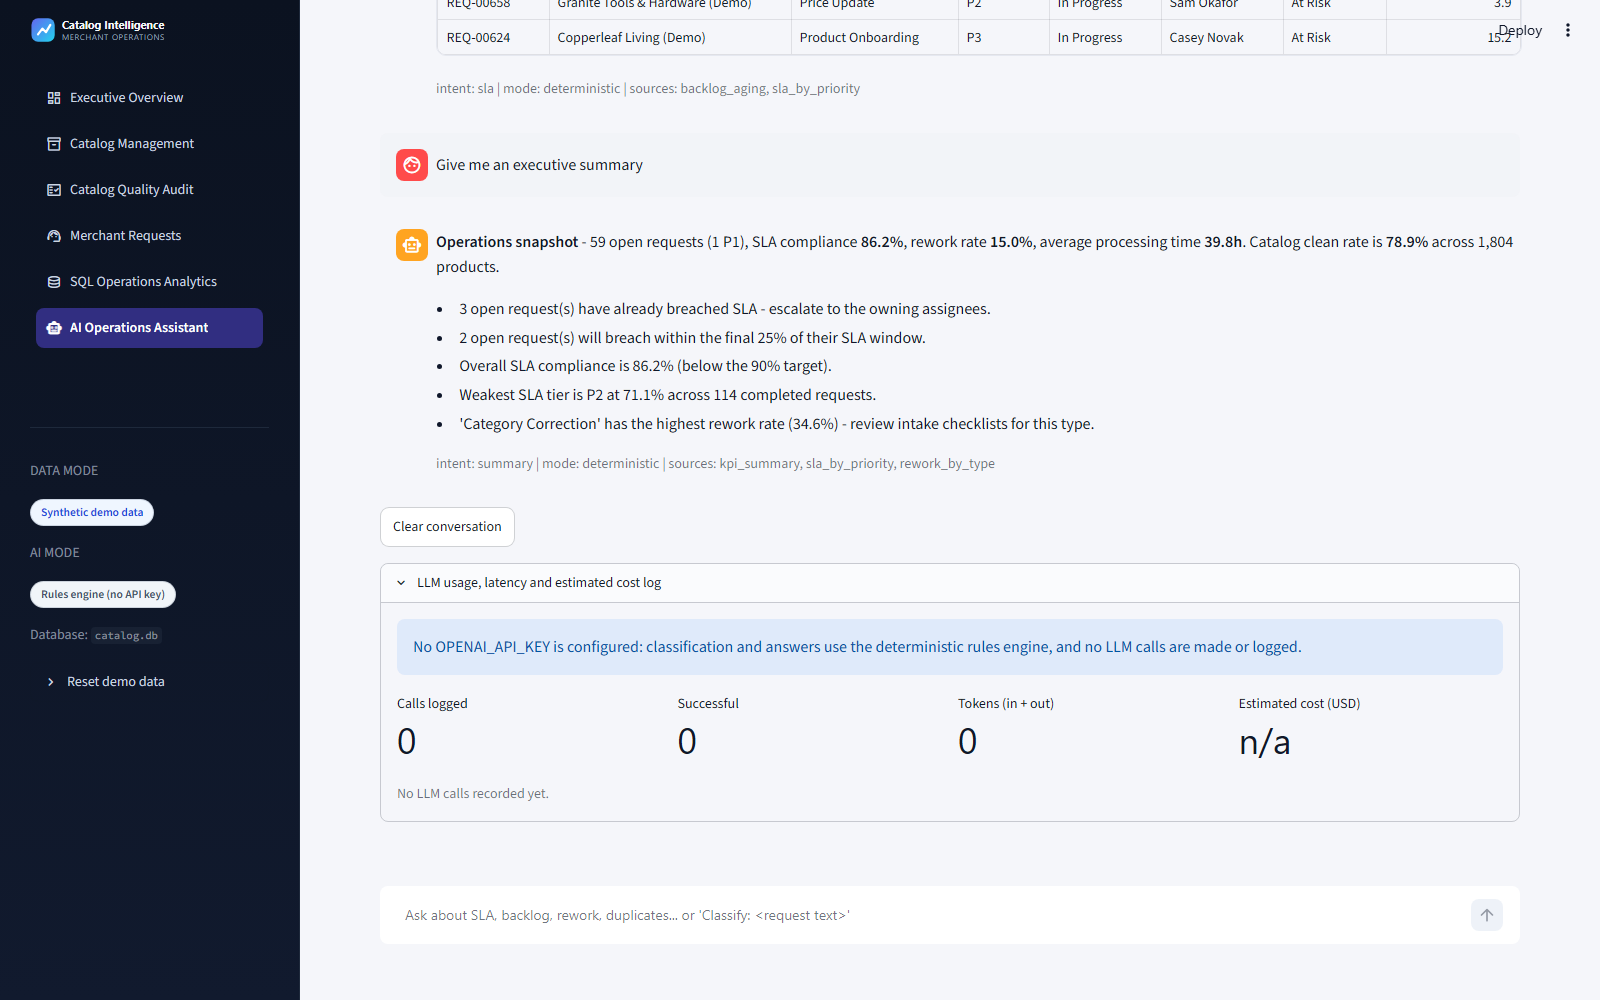 Catalog Intelligence
MERCHANT OPERATIONS
Executive Overview
Catalog Management
Catalog Quality Audit
Merchant Requests
SQL Operations Analytics
AI Operations Assistant
DATA MODE
Synthetic demo data
AI MODE
Rules engine (no API key)
Database: catalog.db
Reset demo data
Deploy
REQ-00658 Granite Tools & Hardware (Demo) Price Update P2 In Progress Sam Okafor At Risk 3.9
REQ-00624 Copperleaf Living (Demo) Product Onboarding P3 In Progress Casey Novak At Risk 15.2
intent: sla | mode: deterministic | sources: backlog_aging, sla_by_priority
Give me an executive summary
Operations snapshot - 59 open requests (1 P1), SLA compliance 86.2%, rework rate 15.0%, average processing time 39.8h. Catalog clean rate is 78.9% across 1,804
products.
• 3 open request(s) have already breached SLA - escalate to the owning assignees.
• 2 open request(s) will breach within the final 25% of their SLA window.
• Overall SLA compliance is 86.2% (below the 90% target).
• Weakest SLA tier is P2 at 71.1% across 114 completed requests.
• 'Category Correction' has the highest rework rate (34.6%) - review intake checklists for this type.
intent: summary | mode: deterministic | sources: kpi_summary, sla_by_priority, rework_by_type
Clear conversation
LLM usage, latency and estimated cost log
No OPENAI_API_KEY is configured: classification and answers use the deterministic rules engine, and no LLM calls are made or logged.
Calls logged Successful Tokens (in + out) Estimated cost (USD)
0 0 0 n/a
No LLM calls recorded yet.
Ask about SLA, backlog, rework, duplicates... or 'Classify: <request text>'